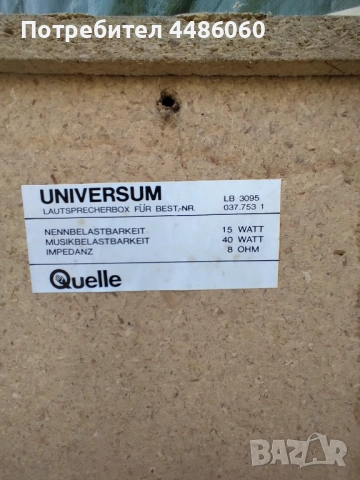 Потребител 4486060
UNIVERSUM LB 3095
LAUTSPRECHERBOX FÜR BEST.-NR. 037.753 1
NENNBELASTBARKEIT 15 WATT
MUSIKBELASTBARKEIT 40 WATT
IMPEDANZ 8 OHM
Quelle
BAZAR